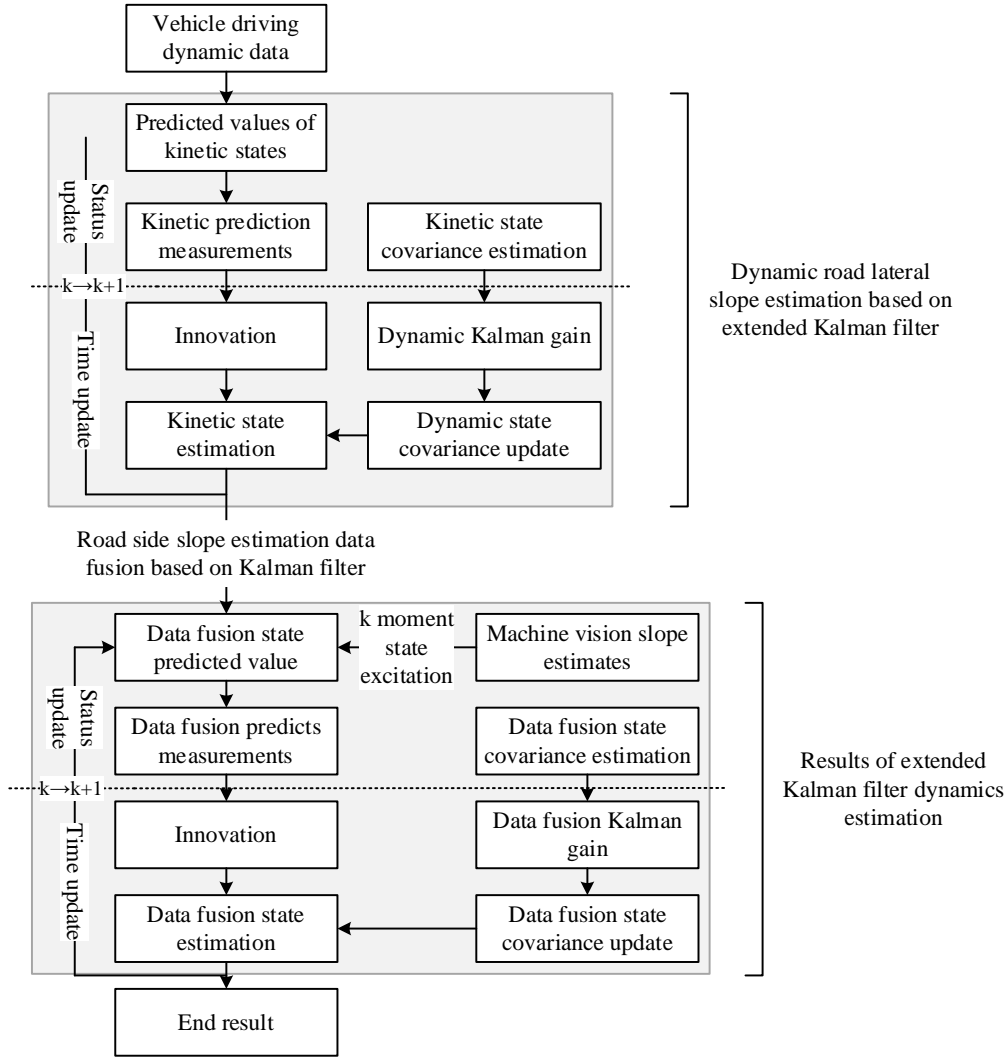 Vehicle driving
dynamic data
Predicted values of
kinetic states
Status
update
Kinetic prediction
measurements
Kinetic state
covariance estimation
k→k+1
Time update
Innovation
Dynamic Kalman gain
Kinetic state
estimation
Dynamic state
covariance update
Dynamic road lateral
slope estimation based on
extended Kalman filter
Road side slope estimation data
fusion based on Kalman filter
Data fusion state
predicted value
k moment
state
excitation
Machine vision slope
estimates
Status
update
Data fusion predicts
measurements
Data fusion state
covariance estimation
k→k+1
Time update
Innovation
Data fusion Kalman
gain
Data fusion state
estimation
Data fusion state
covariance update
Results of extended
Kalman filter dynamics
estimation
End result